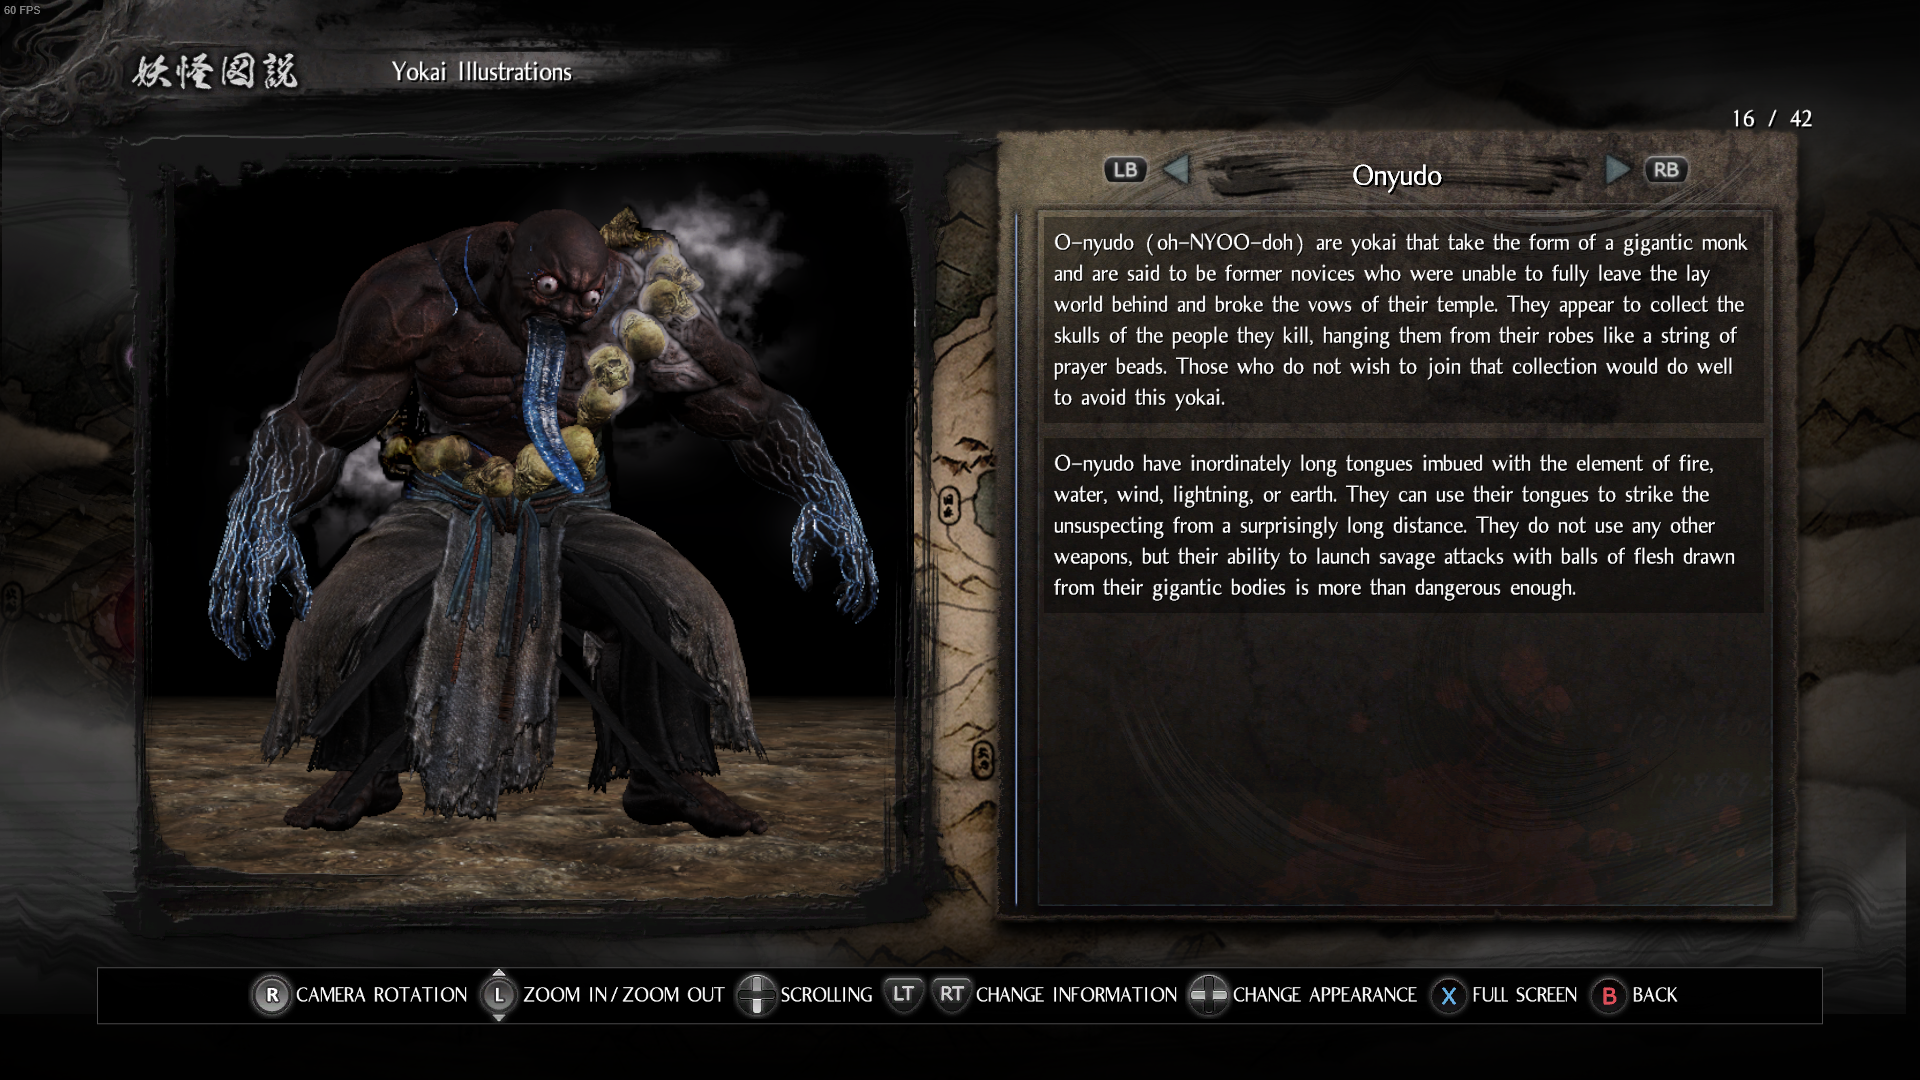 60 FPS
妖怪図説
Yokai Illustrations
16 / 42
LB
Onyudo
RB
O-nyudo (oh-NYOO-doh) are yokai that take the form of a gigantic monk
and are said to be former novices who were unable to fully leave the lay
world behind and broke the vows of their temple. They appear to collect the
skulls of the people they kill, hanging them from their robes like a string of
prayer beads. Those who do not wish to join that collection would do well
to avoid this yokai.
O-nyudo have inordinately long tongues imbued with the element of fire,
water, wind, lightning, or earth. They can use their tongues to strike the
unsuspecting from a surprisingly long distance. They do not use any other
weapons, but their ability to launch savage attacks with balls of flesh drawn
from their gigantic bodies is more than dangerous enough.
R CAMERA ROTATION L ZOOM IN/ZOOM OUT SCROLLING LT RT CHANGE INFORMATION CHANGE APPEARANCE X FULL SCREEN B BACK